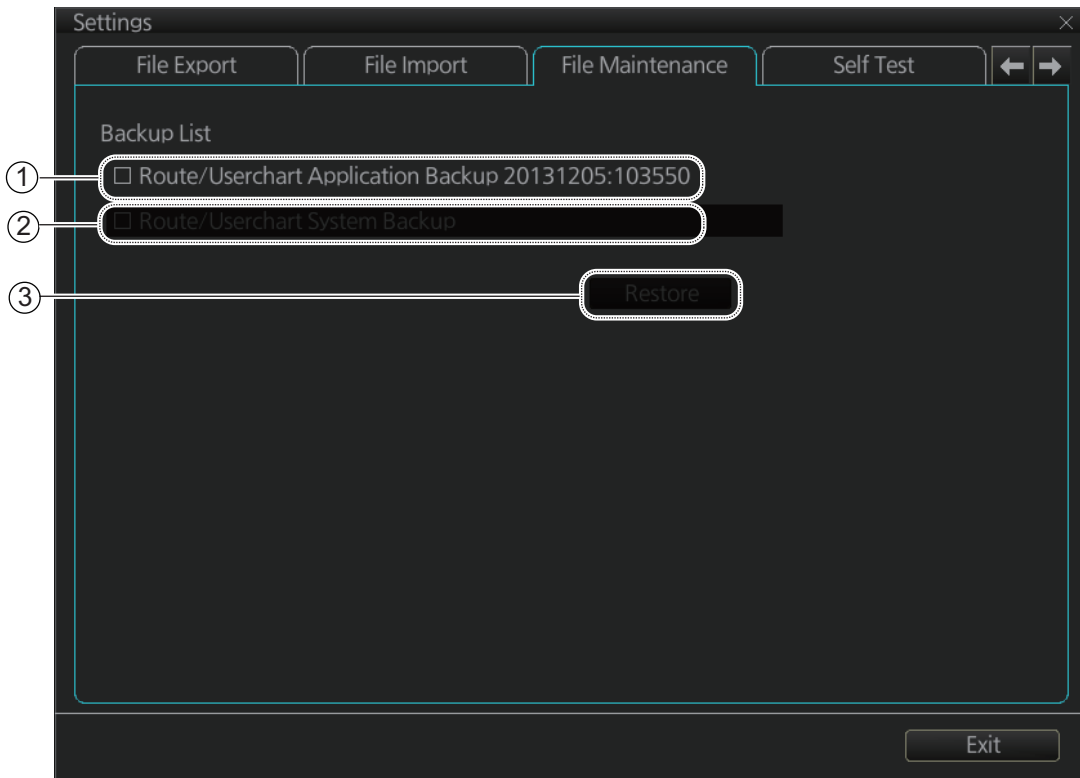 Settings
File Export File Import File Maintenance Self Test
Backup List
1 Route/Userchart Application Backup 20131205:103550
2 Route/Userchart System Backup
3 Restore
Exit